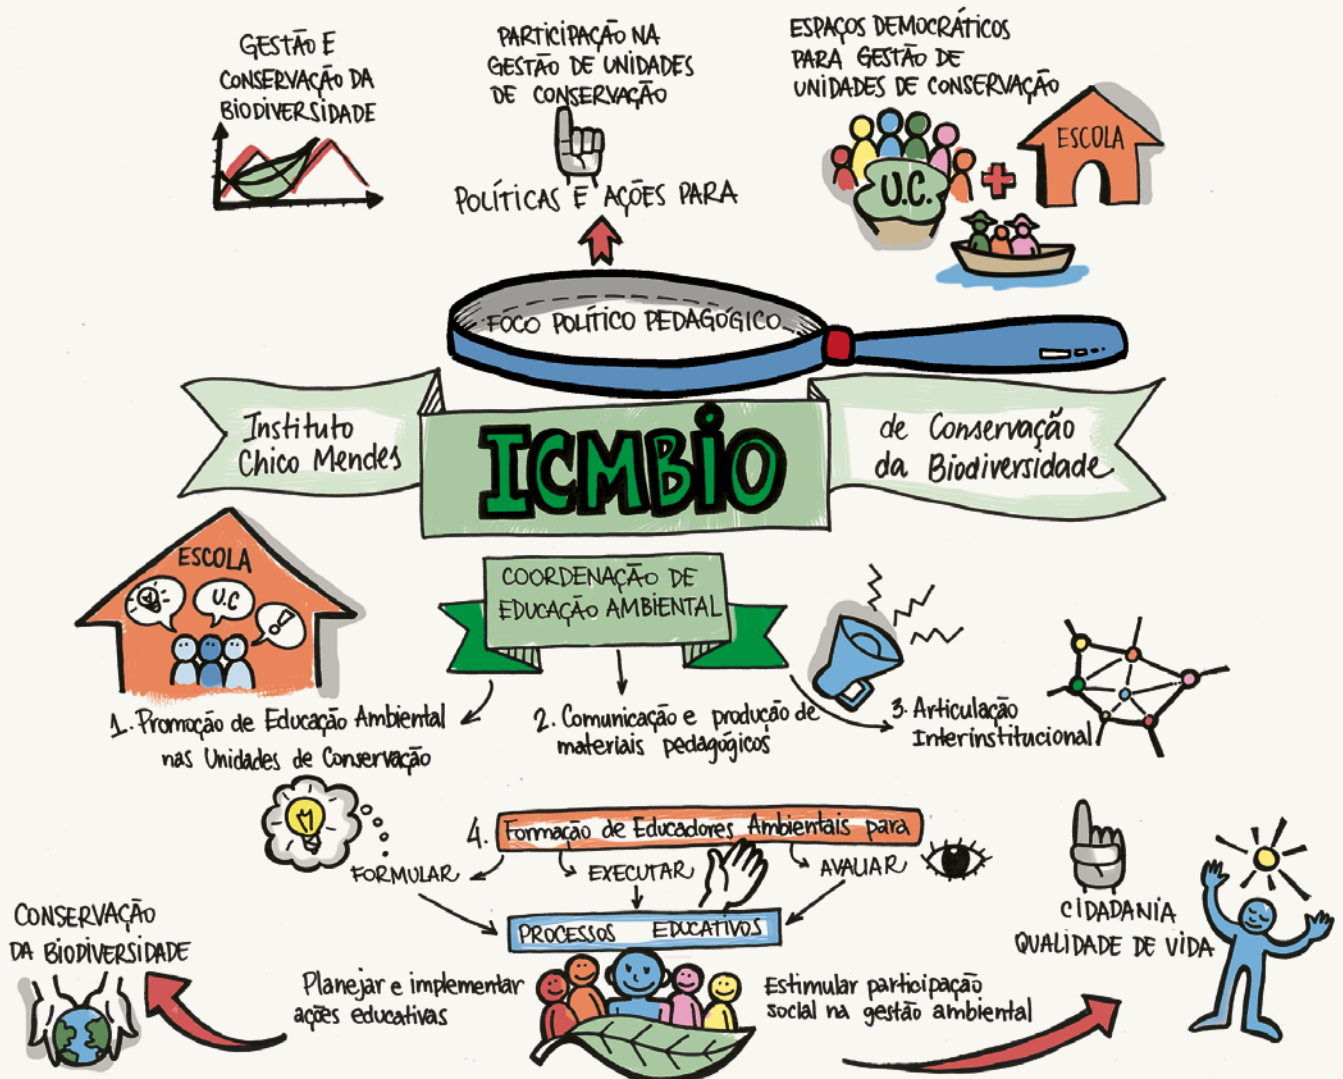 GESTÃO E
CONSERVAÇÃO DA
BIODIVERSIDADE
PARTICIPAÇÃO NA
GESTÃO DE UNIDADES
DE CONSERVAÇÃO
POLÍTICAS E AÇÕES PARA
ESPAÇOS DEMOCRÁTICOS
PARA GESTÃO DE
UNIDADES DE CONSERVAÇÃO
U.C.
ESCOLA
FOCO POLÍTICO PEDAGÓGICO
Instituto
Chico Mendes
ICMBIO
de Conservação
da Biodiversidade
ESCOLA
U.C
COORDENAÇÃO DE
EDUCAÇÃO AMBIENTAL
1. Promoção de Educação Ambiental
nas Unidades de Conservação
2. Comunicação e produção de
materiais pedagógicos
3. Articulação
Interinstitucional
4. Formação de Educadores Ambientais para
FORMULAR
EXECUTAR
AVALIAR
PROCESSOS EDUCATIVOS
CONSERVAÇÃO
DA BIODIVERSIDADE
Planejar e implementar
ações educativas
Estimular participação
social na gestão ambiental
CIDADANIA
QUALIDADE DE VIDA